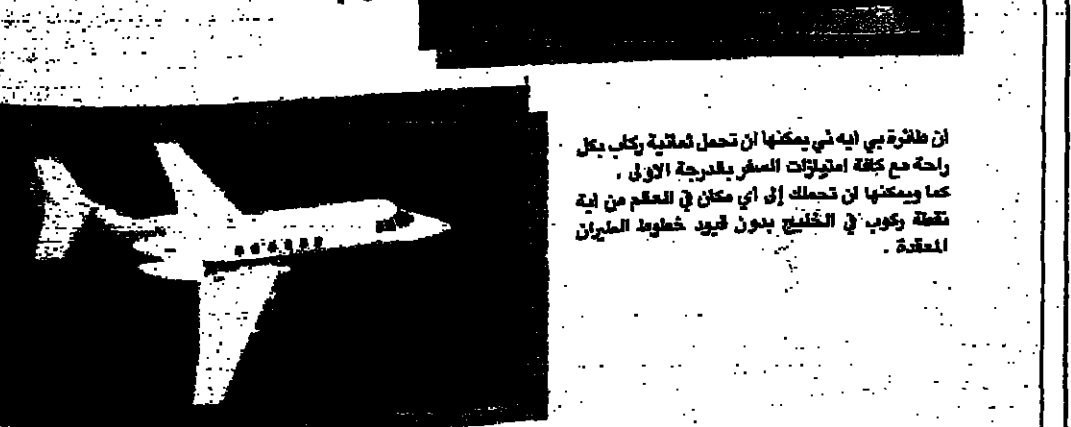 ان طائرة بي ايه ئي يمكنها ان تحمل ثمانية ركاب بكل
راحة مع كافة امتيازات السفر بالدرجة الاولى .
كما ويمكنها ان تحملك إلى اي مكان في العالم من اية
نقطة ركوب في الخليج بدون قيود خطوط الطيران
المعقدة .